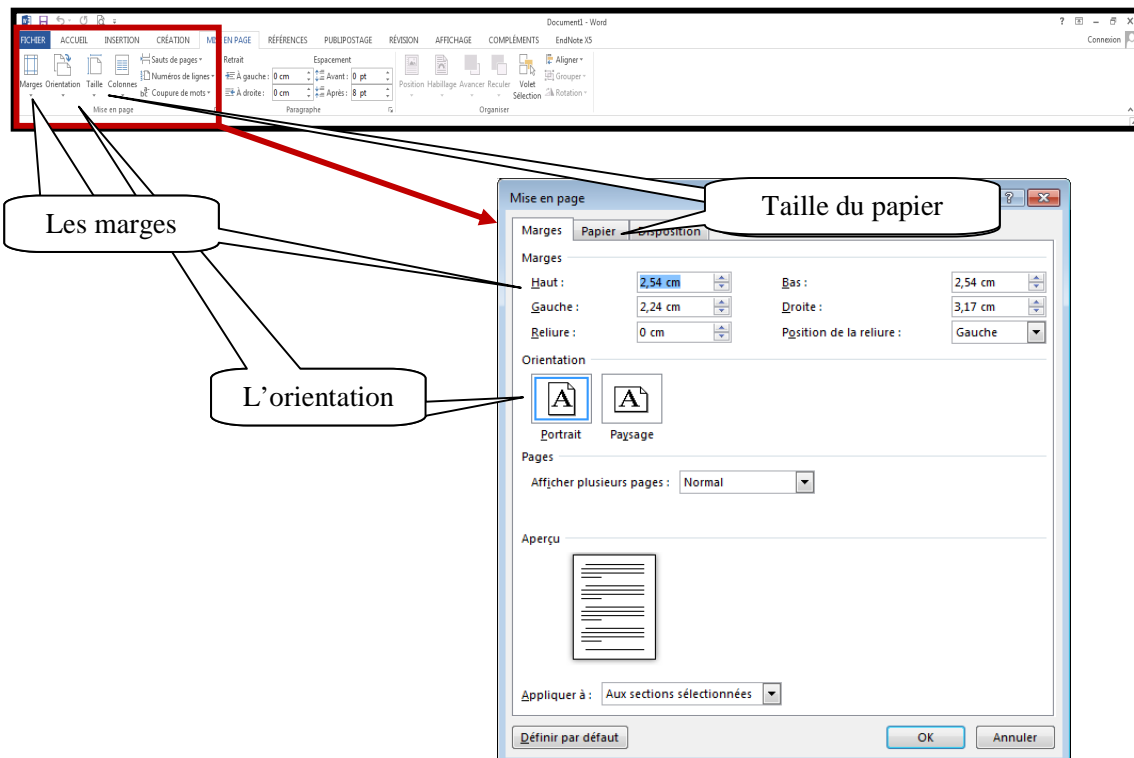 Document1 - Word
? 
Connexion
FICHIER ACCUEIL INSERTION CRÉATION MISE EN PAGE RÉFÉRENCES PUBLIPOSTAGE RÉVISION AFFICHAGE COMPLÉMENTS EndNote X5
Sauts de pages Retrait Espacement Aligner
Numéros de lignes À gauche : 0 cm Avant : 0 pt Grouper
Marges Orientation Taille Colonnes Position Habillage Avancer Reculer Volet
Coupure de mots À droite : 0 cm Après : 8 pt Sélection Rotation
Mise en page Paragraphe Organiser
Les marges
L’orientation
Taille du papier
Mise en page ?
Marges Papier Disposition
Marges
Haut : 2,54 cm Bas : 2,54 cm
Gauche : 2,24 cm Droite : 3,17 cm
Reliure : 0 cm Position de la reliure : Gauche
Orientation
A A
Portrait Paysage
Pages
Afficher plusieurs pages : Normal
Aperçu
Appliquer à : Aux sections sélectionnées
Définir par défaut OK Annuler